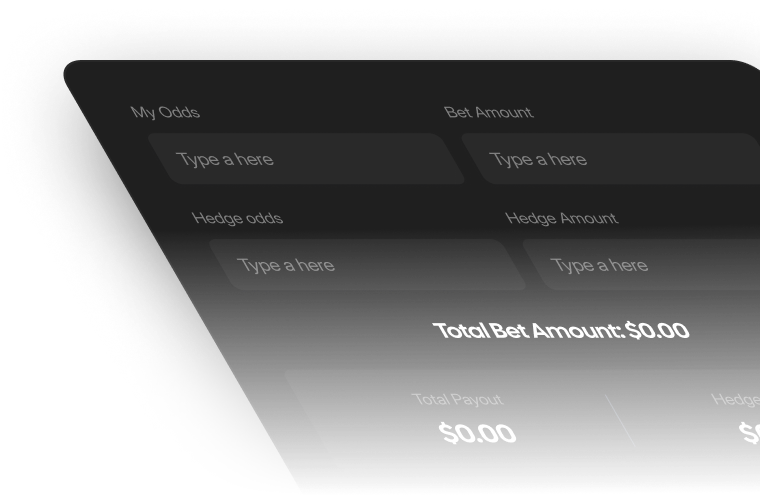 My Odds Bet Amount
Type a here Type a here
Hedge odds Hedge Amount
Type a here Type a here
Total Bet Amount: $0.00
Total Payout Hedge
$0.00